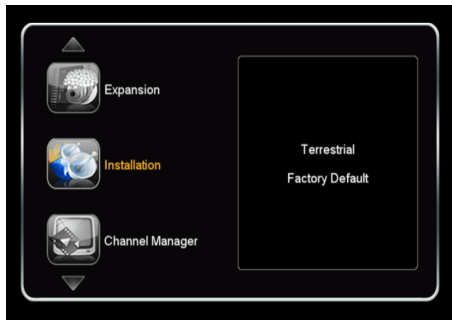 Expansion
Installation
Channel Manager
Terrestrial
Factory Default